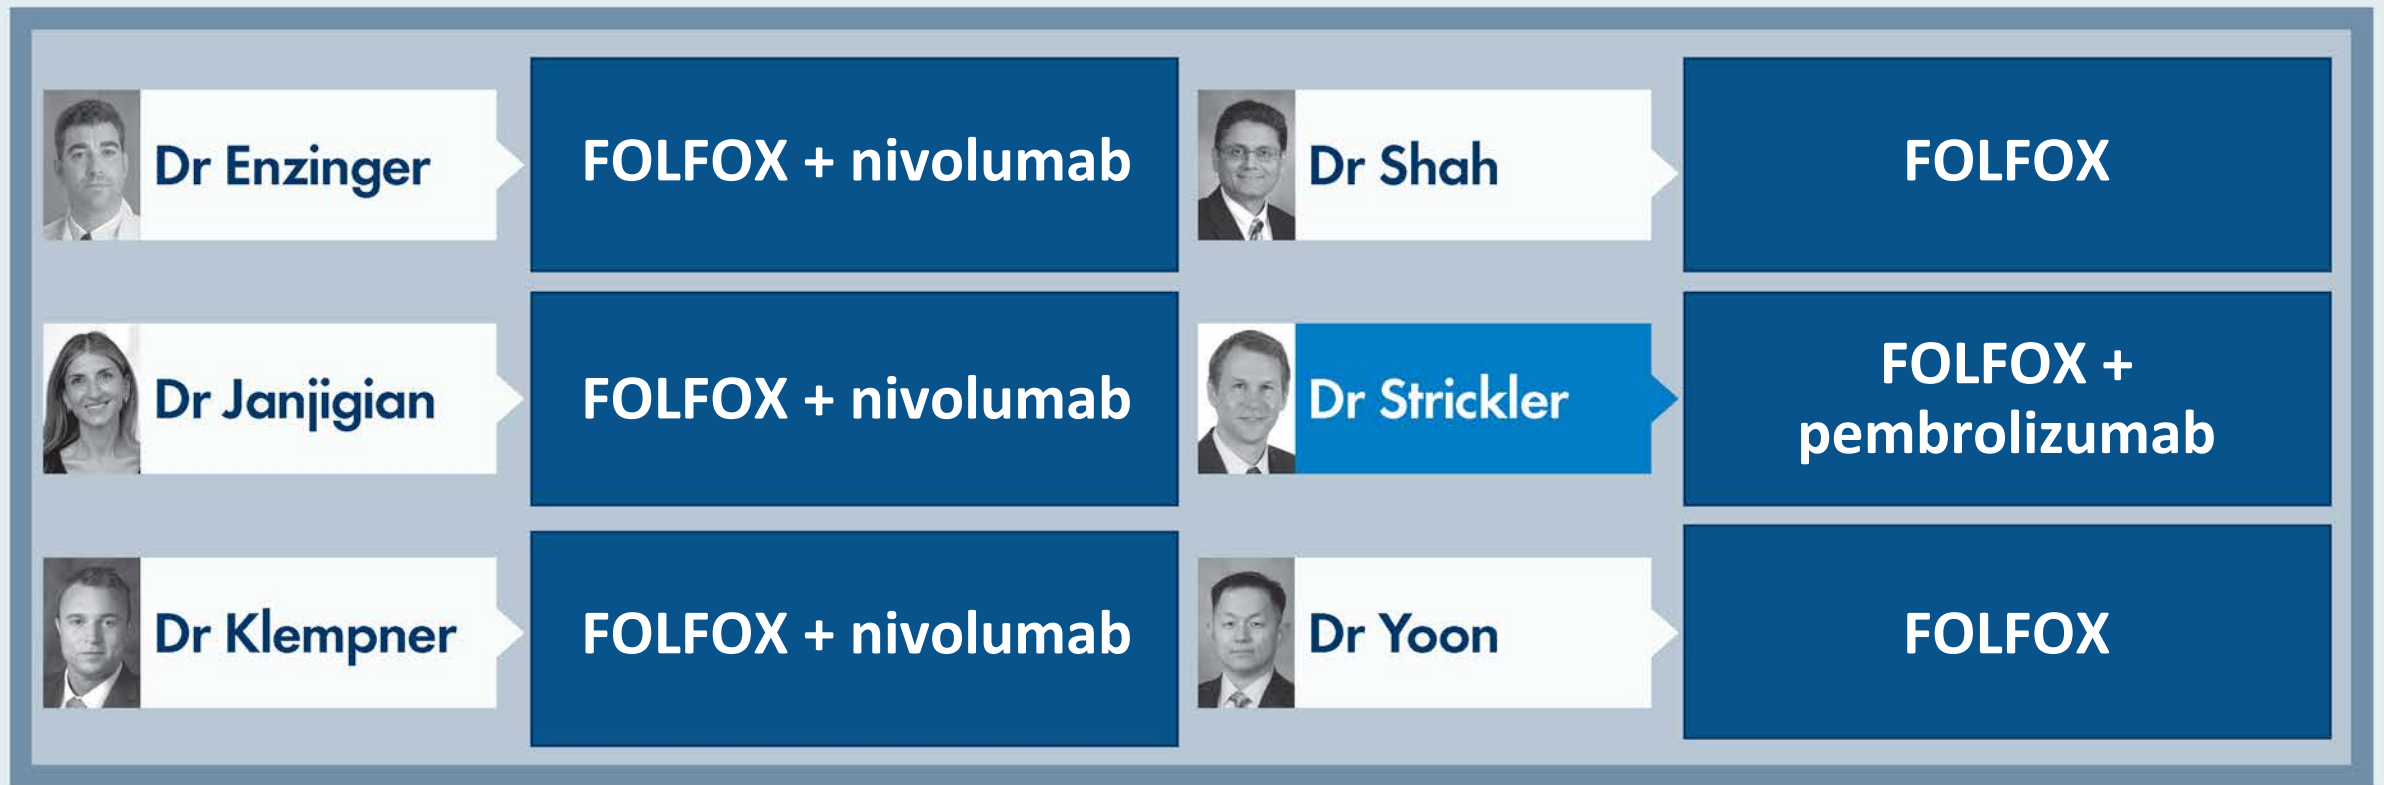 Dr Enzinger
FOLFOX + nivolumab
Dr Shah
FOLFOX
Dr Janjigian
FOLFOX + nivolumab
Dr Strickler
FOLFOX +
pembrolizumab
Dr Klempner
FOLFOX + nivolumab
Dr Yoon
FOLFOX